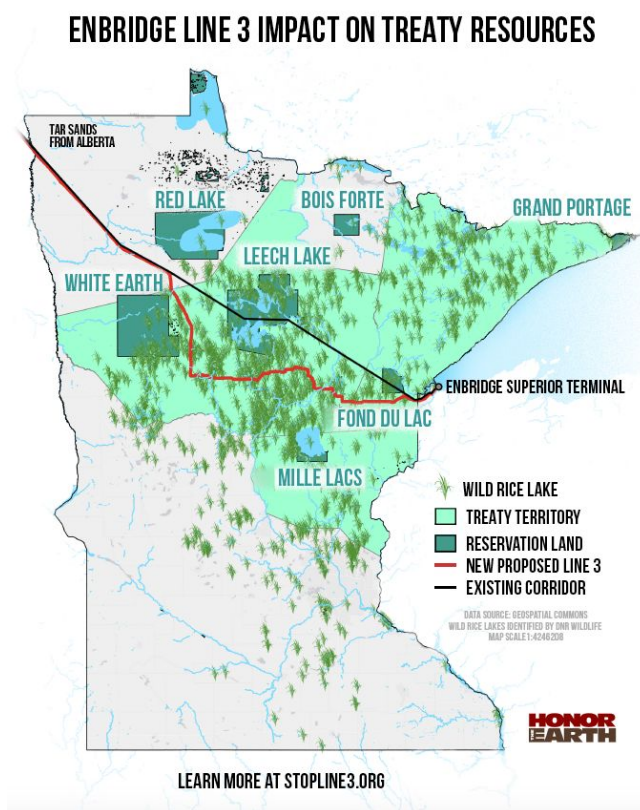 ENBRIDGE LINE 3 IMPACT ON TREATY RESOURCES
TAR SANDS
FROM ALBERTA
RED LAKE
BOIS FORTE
GRAND PORTAGE
LEECH LAKE
WHITE EARTH
ENBRIDGE SUPERIOR TERMINAL
FOND DU LAC
MILLE LACS
WILD RICE LAKE
TREATY TERRITORY
RESERVATION LAND
NEW PROPOSED LINE 3
EXISTING CORRIDOR
DATA SOURCE: GEOSPATIAL COMMONS
WILD RICE LAKES IDENTIFIED BY DNR WILDLIFE
MAP SCALE 1:4246208
HONOR
THE EARTH
LEARN MORE AT STOPLINE3.ORG